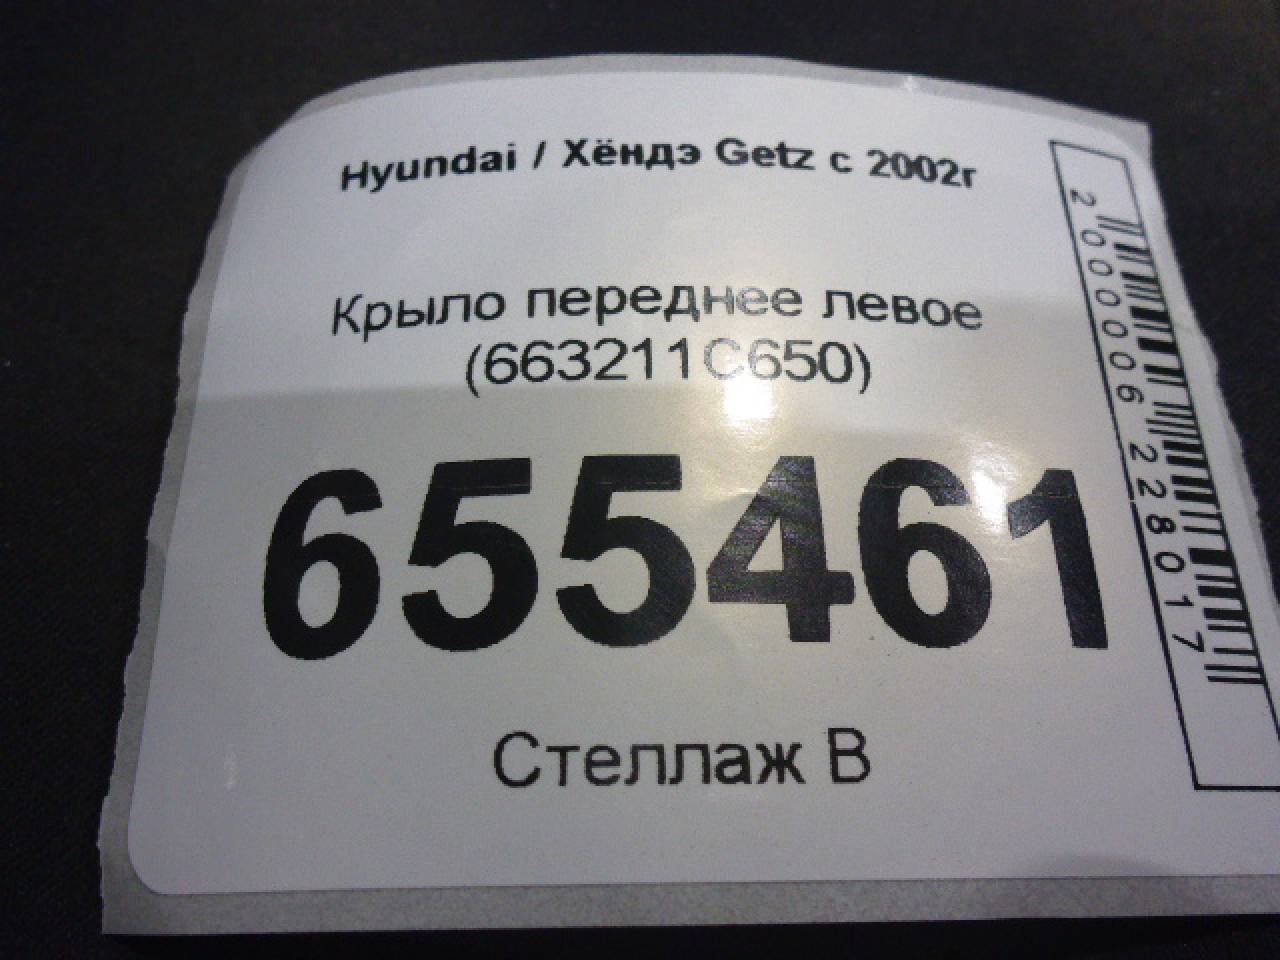 Hyundai / Хёндэ Getz с 2002г
Крыло переднее левое
(663211C650)
655461
Стеллаж В
2000006228017